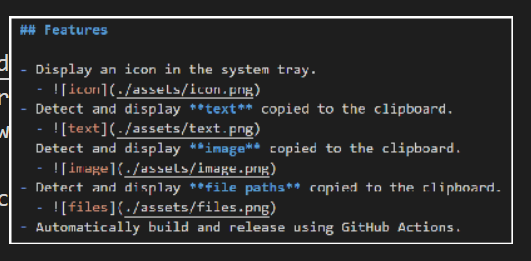 ## Features
- Display an icon in the system tray.
- ![icon](./assets/icon.png)
- Detect and display **text** copied to the clipboard.
- ![text](./assets/text.png)
Detect and display **image** copied to the clipboard.
- ![image](./assets/image.png)
- Detect and display **file paths** copied to the clipboard.
- ![files](./assets/files.png)
- Automatically build and release using GitHub Actions.